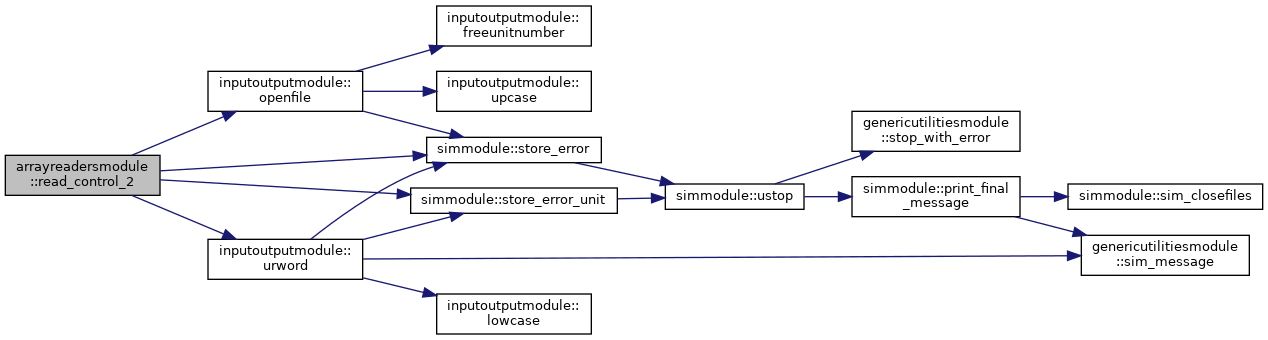 arrayreadersmodule
::read_control_2
inputoutputmodule::
openfile
inputoutputmodule::
freeunitnumber
inputoutputmodule::
upcase
simmodule::store_error
simmodule::store_error_unit
inputoutputmodule::
urword
inputoutputmodule::
lowcase
simmodule::ustop
genericutilitiesmodule
::stop_with_error
simmodule::print_final
_message
simmodule::sim_closefiles
genericutilitiesmodule
::sim_message